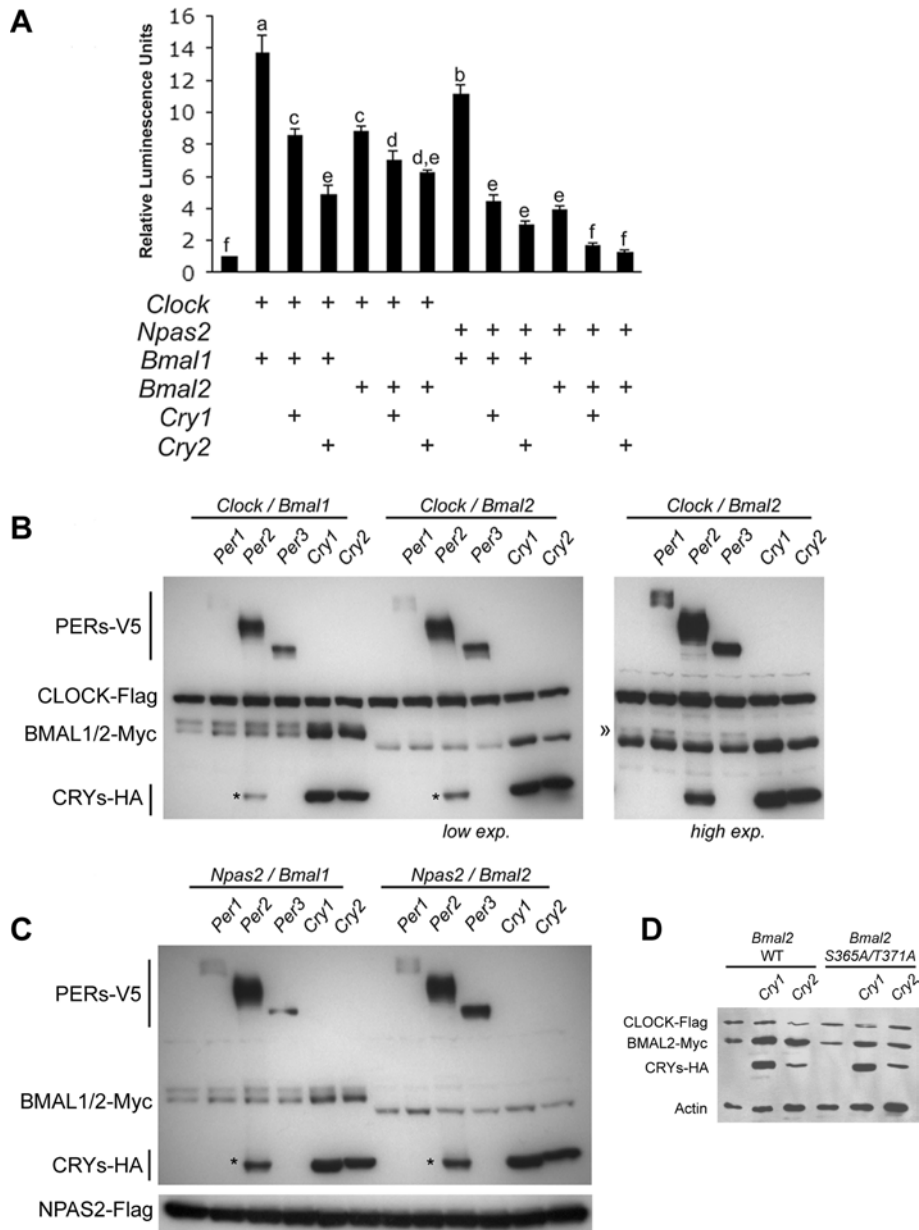 A
Relative Luminescence Units
16
14
12
10
8
6
4
2
0
f a c e c d d,e b e e e f f
Clock + + + + + +
Npas2 + + + + + +
Bmal1 + + + + + +
Bmal2 + + + + + +
Cry1 + + + +
Cry2 + + + +
B
Clock / Bmal1 Clock / Bmal2 Clock / Bmal2
Per1 Per2 Per3 Cry1 Cry2 Per1 Per2 Per3 Cry1 Cry2 Per1 Per2 Per3 Cry1 Cry2
PERs-V5
CLOCK-Flag
BMAL1/2-Myc »
CRYs-HA * *
low exp. high exp.
C
Npas2 / Bmal1 Npas2 / Bmal2
Per1 Per2 Per3 Cry1 Cry2 Per1 Per2 Per3 Cry1 Cry2
PERs-V5
BMAL1/2-Myc
CRYs-HA * *
NPAS2-Flag
D
Bmal2 Bmal2
WT S365A/T371A
Cry1 Cry2 Cry1 Cry2
CLOCK-Flag
BMAL2-Myc
CRYs-HA
Actin